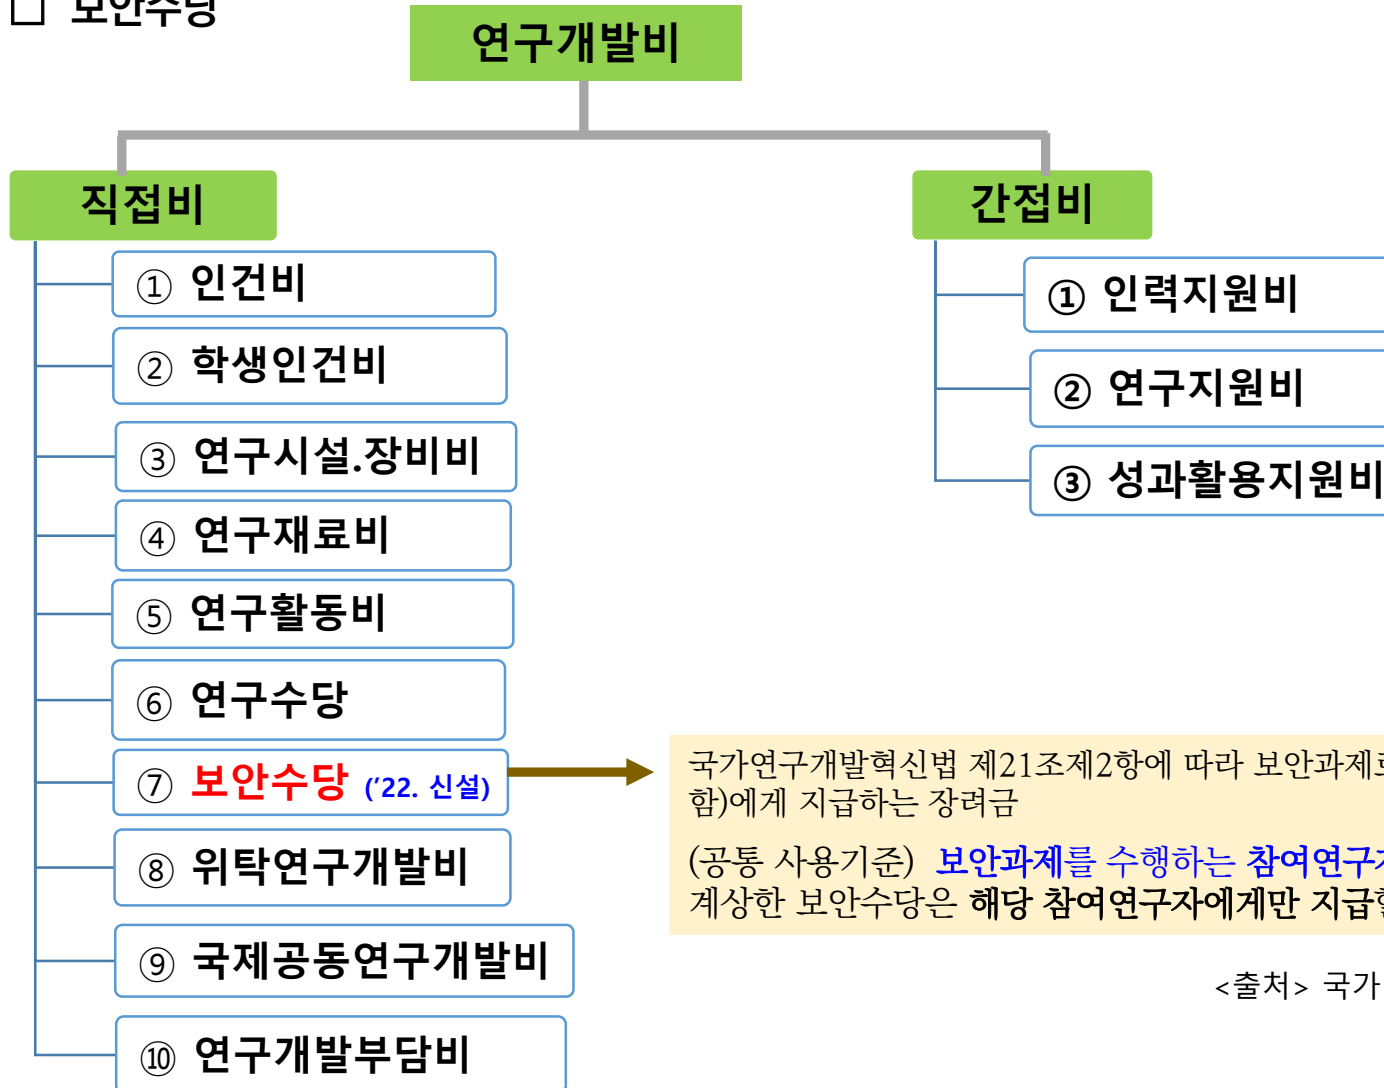 □ 보안수당
연구개발비
직접비
① 인건비
② 학생인건비
③ 연구시설.장비비
④ 연구재료비
⑤ 연구활동비
⑥ 연구수당
⑦ 보안수당 ('22. 신설)
⑧ 위탁연구개발비
⑨ 국제공동연구개발비
⑩ 연구개발부담비
간접비
① 인력지원비
② 연구지원비
③ 성과활용지원비
국가연구개발혁신법 제21조제2항에 따라 보안과제로
함)에게 지급하는 장려금
(공통 사용기준) 보안과제를 수행하는 참여연구자
계상한 보안수당은 해당 참여연구자에게만 지급
<출처> 국가